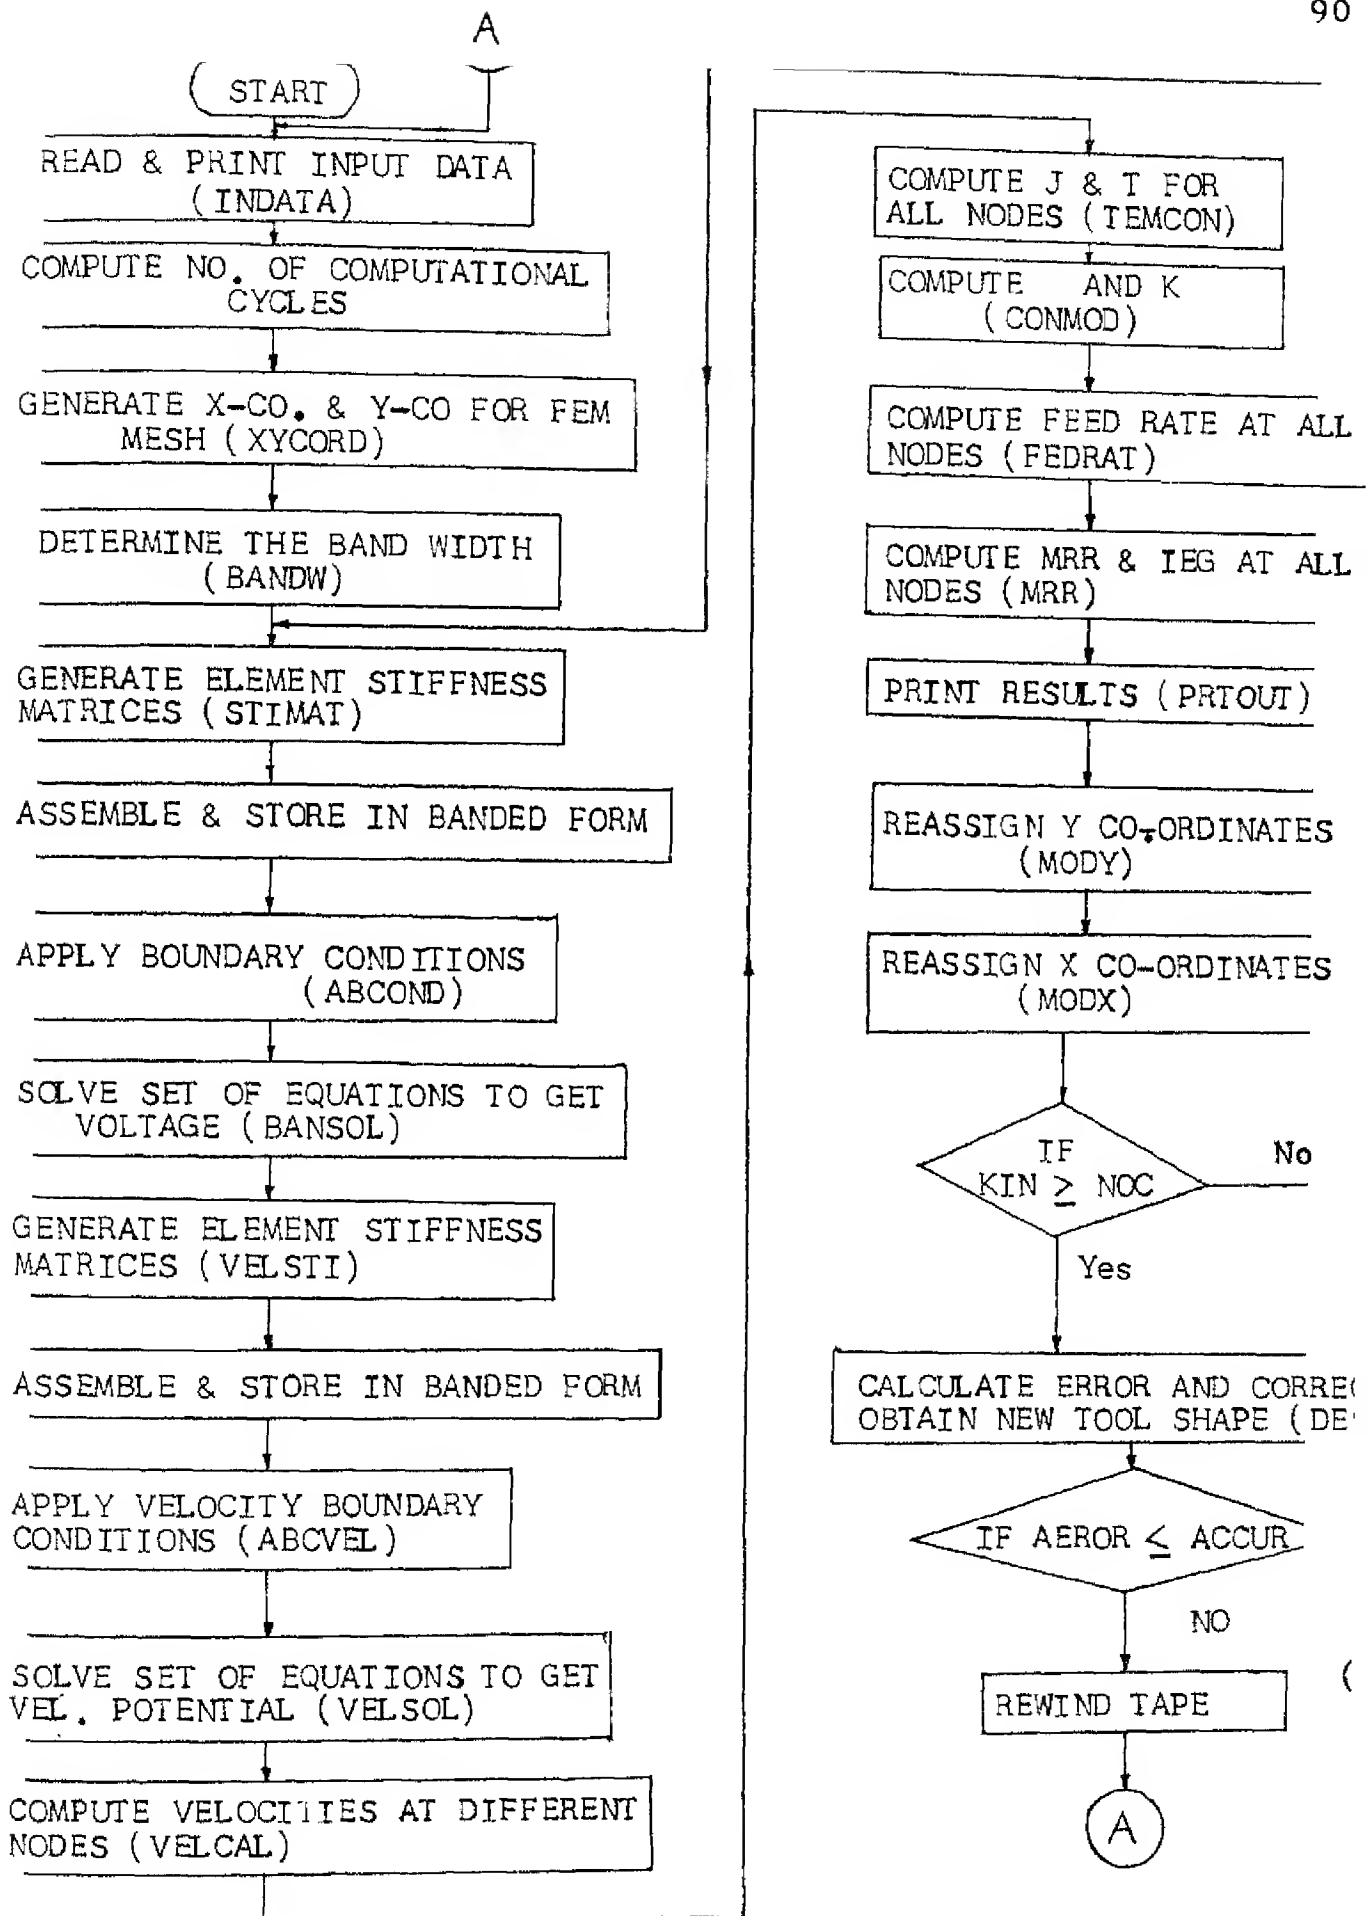 90
A
START
READ & PRINT INPUT DATA
(INDATA)
COMPUTE NO. OF COMPUTATIONAL
CYCLES
GENERATE X-CO. & Y-CO FOR FEM
MESH (XYCORD)
DETERMINE THE BAND WIDTH
(BANDW)
GENERATE ELEMENT STIFFNESS
MATRICES (STIMAT)
ASSEMBLE & STORE IN BANDED FORM
APPLY BOUNDARY CONDITIONS
(ABCOND)
SOLVE SET OF EQUATIONS TO GET
VOLTAGE (BANSOL)
GENERATE ELEMENT STIFFNESS
MATRICES (VELSTI)
ASSEMBLE & STORE IN BANDED FORM
APPLY VELOCITY BOUNDARY
CONDITIONS (ABCVEL)
SOLVE SET OF EQUATIONS TO GET
VEL. POTENTIAL (VELSOL)
COMPUTE VELOCITIES AT DIFFERENT
NODES (VELCAL)
COMPUTE J & T FOR
ALL NODES (TEMCON)
COMPUTE AND K
(CONMOD)
COMPUTE FEED RATE AT ALL
NODES (FEDRAT)
COMPUTE MRR & IEG AT ALL
NODES (MRR)
PRINT RESULTS (PRTOUT)
REASSIGN Y CO-ORDINATES
(MODY)
REASSIGN X CO-ORDINATES
(MODX)
IF
KIN ≥ NOC
No
Yes
CALCULATE ERROR AND
OBTAIN NEW TOOL SHAPE
IF AEROR ≤ ACCUR
NO
REWIND TAPE
A